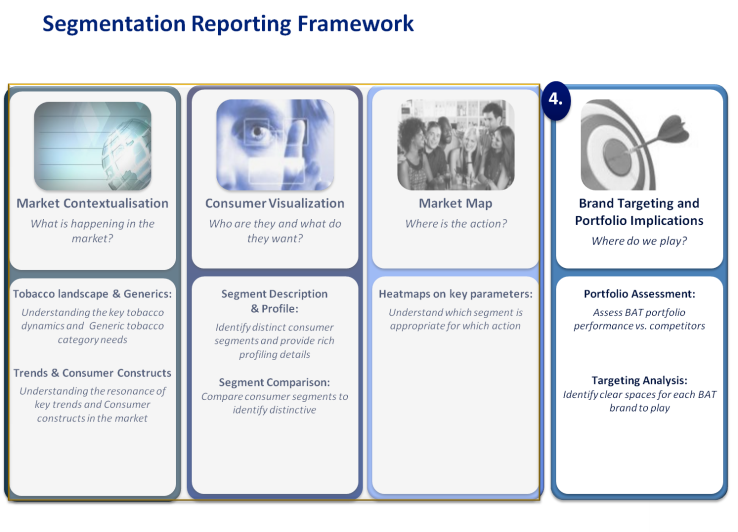 Segmentation Reporting Framework
4.
Market Contextualisation
What is happening in the
market?
Tobacco landscape & Generics:
Understanding the key tobacco
dynamics and Generic tobacco
category needs
Trends & Consumer Constructs
Understanding the resonance of
key trends and Consumer
constructs in the market
Consumer Visualization
Who are they and what do
they want?
Segment Description
& Profile:
Identify distinct consumer
segments and provide rich
profiling details
Segment Comparison:
Compare consumer segments to
identify distinctive
Market Map
Where is the action?
Heatmaps on key parameters:
Understand which segment is
appropriate for which action
Brand Targeting and
Portfolio Implications
Where do we play?
Portfolio Assessment:
Assess BAT portfolio
performance vs. competitors
Targeting Analysis:
Identify clear spaces for each BAT
brand to play